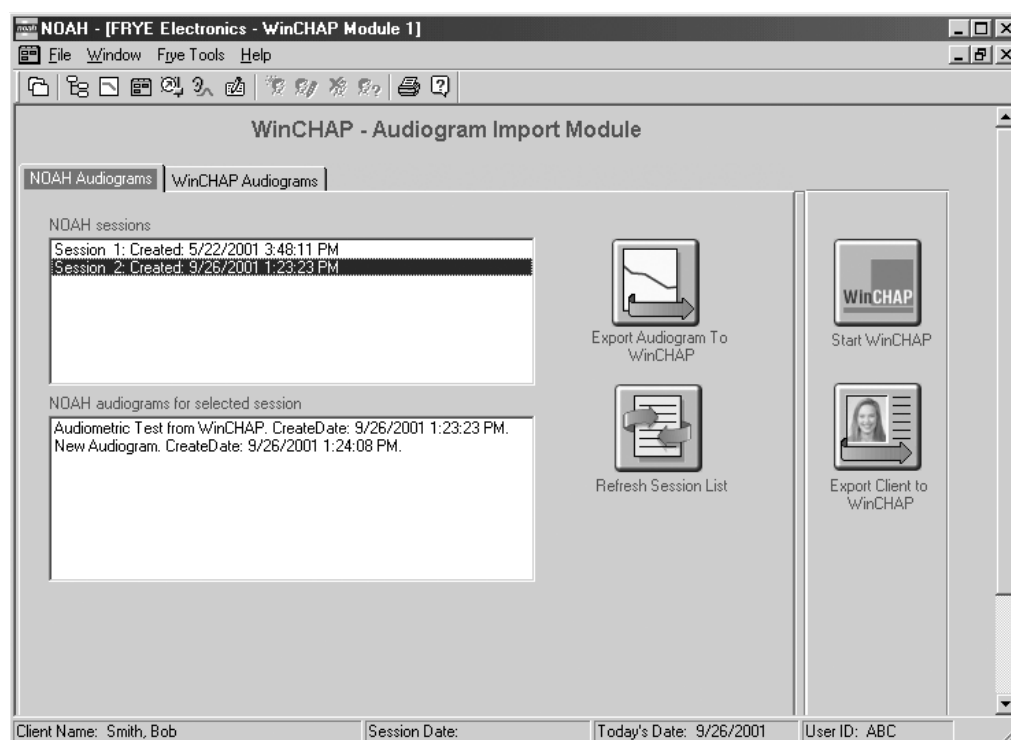 noah NOAH - [FRYE Electronics - WinCHAP Module 1]
File Window Frye Tools Help
WinCHAP - Audiogram Import Module
NOAH Audiograms WinCHAP Audiograms
NOAH sessions
Session 1: Created: 5/22/2001 3:48:11 PM
Session 2: Created: 9/26/2001 1:23:23 PM
Export Audiogram To
WinCHAP
NOAH audiograms for selected session
Audiometric Test from WinCHAP. CreateDate: 9/26/2001 1:23:23 PM.
New Audiogram. CreateDate: 9/26/2001 1:24:08 PM.
Refresh Session List
WinCHAP
Start WinCHAP
Export Client to
WinCHAP
Client Name: Smith, Bob Session Date: Today's Date: 9/26/2001 User ID: ABC